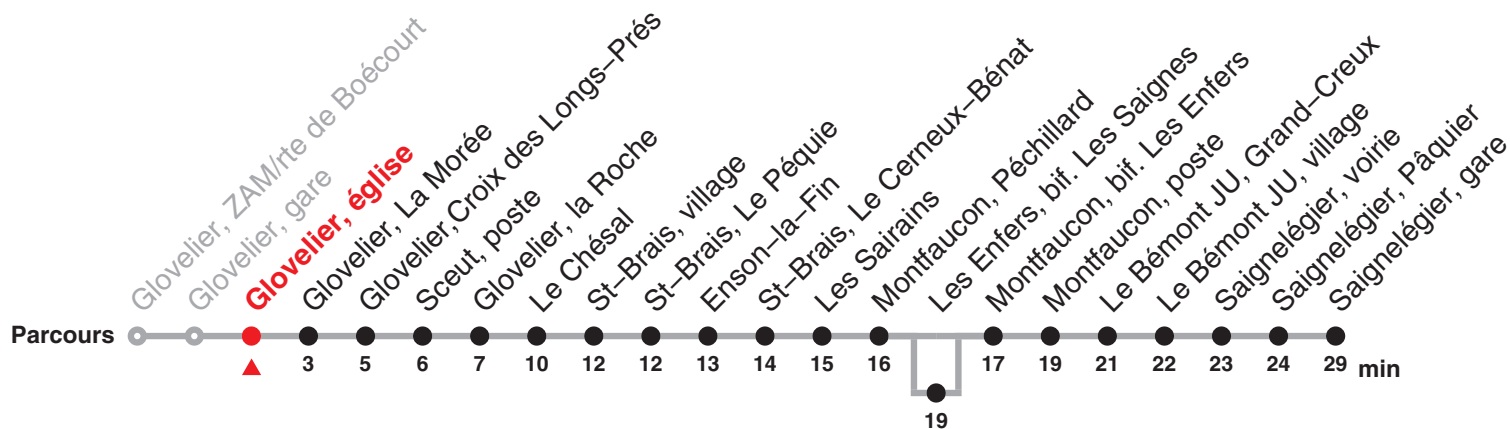 Glovelier, ZAM/rte de Boécourt
Glovelier, gare
Glovelier, église
Glovelier, La Morée
Glovelier, Croix des Longs–Prés
Sceut, poste
Glovelier, la Roche
Le Chésal
St–Brais, village
St–Brais, Le Péquie
Enson–la–Fin
St–Brais, Le Cerneux–Bénat
Les Sairains
Montfaucon, Péchillard
Les Enfers, bif. Les Saignes
Montfaucon, bif. Les Enfers
Montfaucon, poste
Le Bémont JU, Grand–Creux
Le Bémont JU, village
Saignelégier, voirie
Saignelégier, Pâquier
Saignelégier, gare
Parcours
3 5 6 7 10 12 12 13 14 15 16 17 19 21 22 23 24 29 min
19